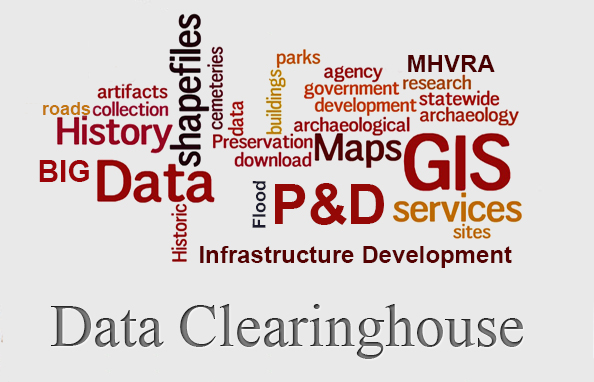 shapefiles
cemeteries
parks
agency
MHVRA
artifacts
buildings
government
research
roads
collection
data
development
statewide
History
archaeological
archaeology
Preservation
download
Maps
GIS
BIG
Data
Historic
Flood
P&D
services
sites
Infrastructure Development
Data Clearinghouse